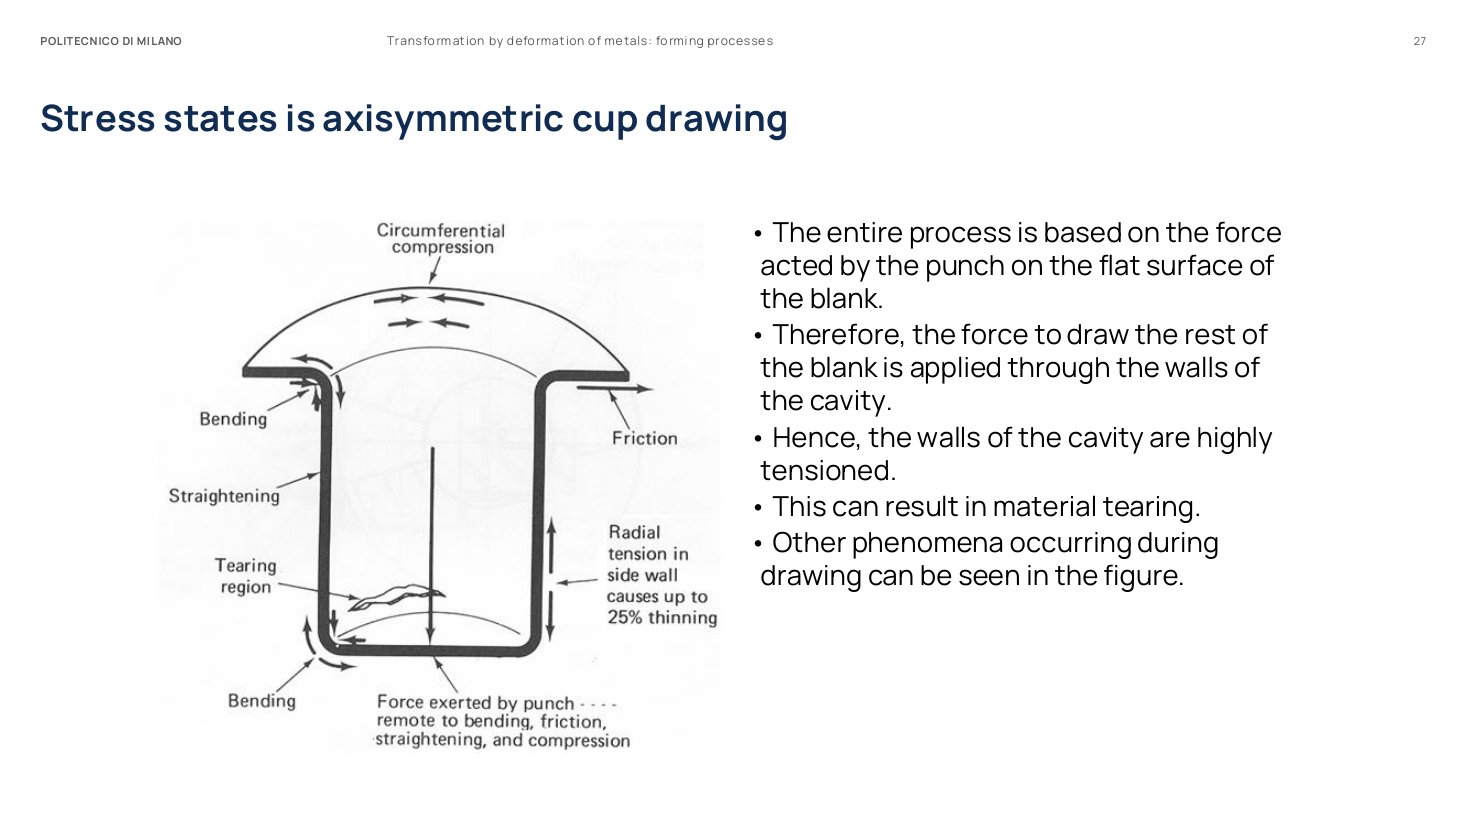 POLITECNICO DI MILANO
Transformation by deformation of metals: forming processes
27
Stress states is axisymmetric cup drawing
Circumferential
compression
Bending
Friction
Straightening
Tearing
region
Radial
tension in
side wall
causes up to
25% thinning
Bending
Force exerted by punch - - - -
remote to bending, friction,
straightening, and compression
• The entire process is based on the force
acted by the punch on the flat surface of
the blank.
• Therefore, the force to draw the rest of
the blank is applied through the walls of
the cavity.
• Hence, the walls of the cavity are highly
tensioned.
• This can result in material tearing.
• Other phenomena occurring during
drawing can be seen in the figure.